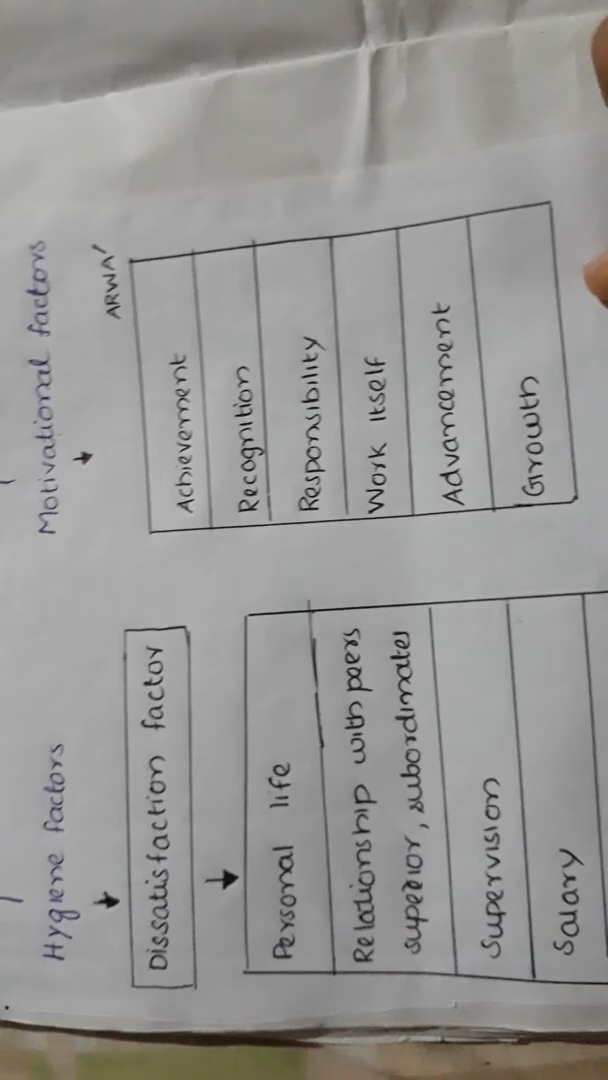 Hygiene factors
Dissatisfaction factor
Personal life
Relationship with peers
superior, subordinates
Supervision
Salary
Motivational factors
ARWA'
Achievement
Recognition
Responsibility
Work Itself
Advancement
Growth